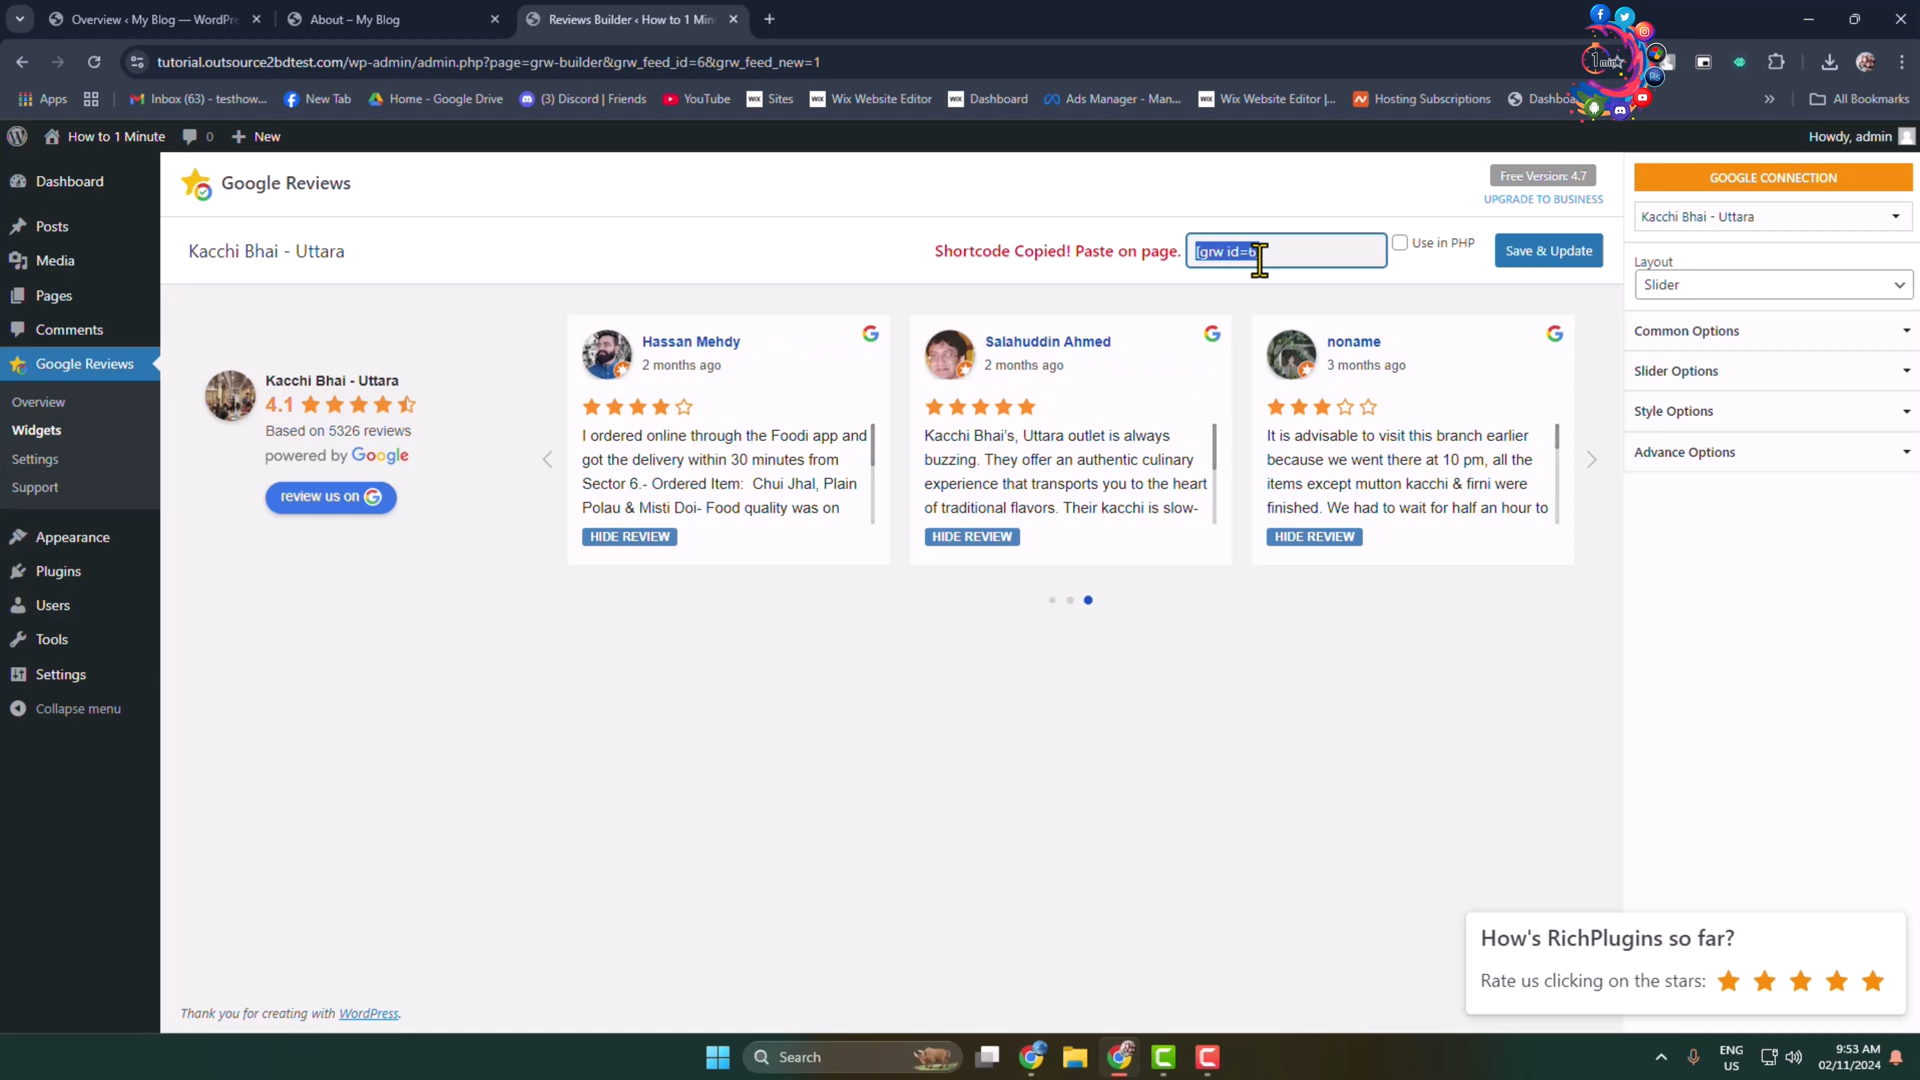 Overview ‹ My Blog — WordPre
About – My Blog
Reviews Builder ‹ How to 1 Min
tutorial.outsource2bdtest.com/wp-admin/admin.php?page=grw-builder&grw_feed_id=6&grw_feed_new=1
1 min
Apps
Inbox (63) - testhow...
New Tab
Home - Google Drive
(3) Discord | Friends
YouTube
WIX Sites
WIX Wix Website Editor
WIX Dashboard
Ads Manager - Man...
WIX Wix Website Editor |...
Hosting Subscriptions
Dashboa
All Bookmarks
Ps
How to 1 Minute
0
New
Howdy, admin
Dashboard
Posts
Media
Pages
Comments
Google Reviews
Overview
Widgets
Settings
Support
Appearance
Plugins
Users
Tools
Settings
Collapse menu
Google Reviews
Free Version: 4.7
UPGRADE TO BUSINESS
Kacchi Bhai - Uttara
Shortcode Copied! Paste on page.
[grw id=6
Use in PHP
Save & Update
Kacchi Bhai - Uttara
4.1
Based on 5326 reviews
powered by Google
review us on G
Hassan Mehdy
2 months ago
I ordered online through the Foodi app and
got the delivery within 30 minutes from
Sector 6.- Ordered Item: Chui Jhal, Plain
Polau & Misti Doi- Food quality was on
HIDE REVIEW
Salahuddin Ahmed
2 months ago
Kacchi Bhai's, Uttara outlet is always
buzzing. They offer an authentic culinary
experience that transports you to the heart
of traditional flavors. Their kacchi is slow-
HIDE REVIEW
noname
3 months ago
It is advisable to visit this branch earlier
because we went there at 10 pm, all the
items except mutton kacchi & firni were
finished. We had to wait for half an hour to
HIDE REVIEW
GOOGLE CONNECTION
Kacchi Bhai - Uttara
Layout
Slider
Common Options
Slider Options
Style Options
Advance Options
How's RichPlugins so far?
Rate us clicking on the stars:
Thank you for creating with WordPress.
Search
ENG
US
9:53 AM
02/11/2024